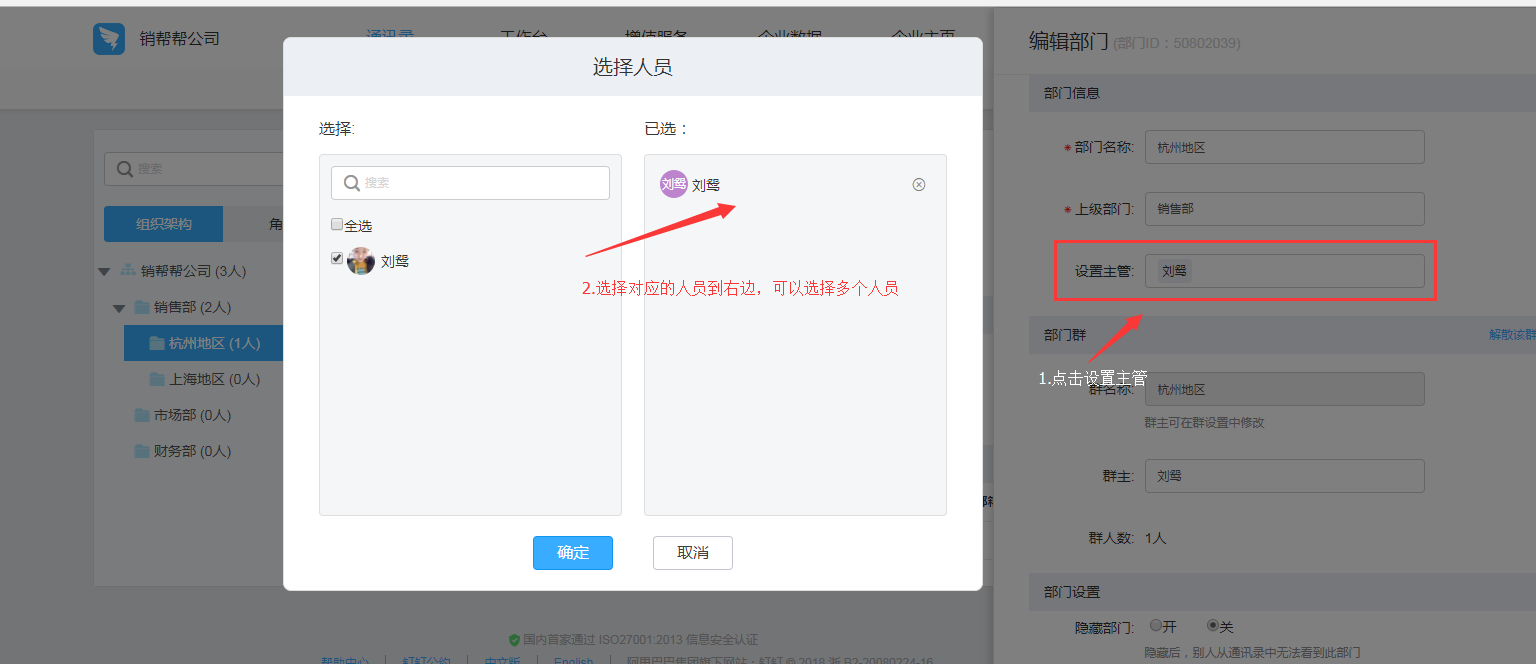 销帮帮公司
通讯录
工作台
增值服务
企业数据
企业主页
搜索
组织架构
角
销帮帮公司 (3人)
销售部 (2人)
杭州地区 (1人)
上海地区 (0人)
市场部 (0人)
财务部 (0人)
选择人员
选择:
已选：
搜索
全选
刘鸳
刘鸳 刘鸳
2.选择对应的人员到右边，可以选择多个人员
确定
取消
编辑部门 (部门ID：50802039)
部门信息
*部门名称: 杭州地区
*上级部门: 销售部
设置主管: 刘鸳
部门群
解散该群
1.点击设置主管
群名称: 杭州地区
群主可在群设置中修改
群主: 刘鸳
群人数: 1人
部门设置
隐藏部门: 开 关
隐藏后，别人从通讯录中无法看到此部门
国内首家通过 ISO27001:2013 信息安全认证
帮助中心
钉钉公约
中文版
English
阿里巴巴集团旗下网站：钉钉 © 2018 浙 B2-20080224-16